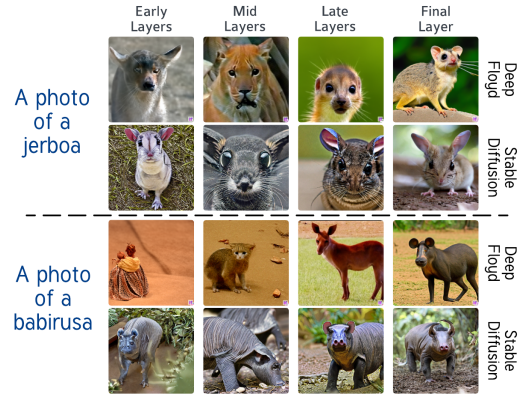 Early
Layers
Mid
Layers
Late
Layers
Final
Layer
A photo
of a
jerboa
Deep
Floyd
Stable
Diffusion
A photo
of a
babirusa
Deep
Floyd
Stable
Diffusion